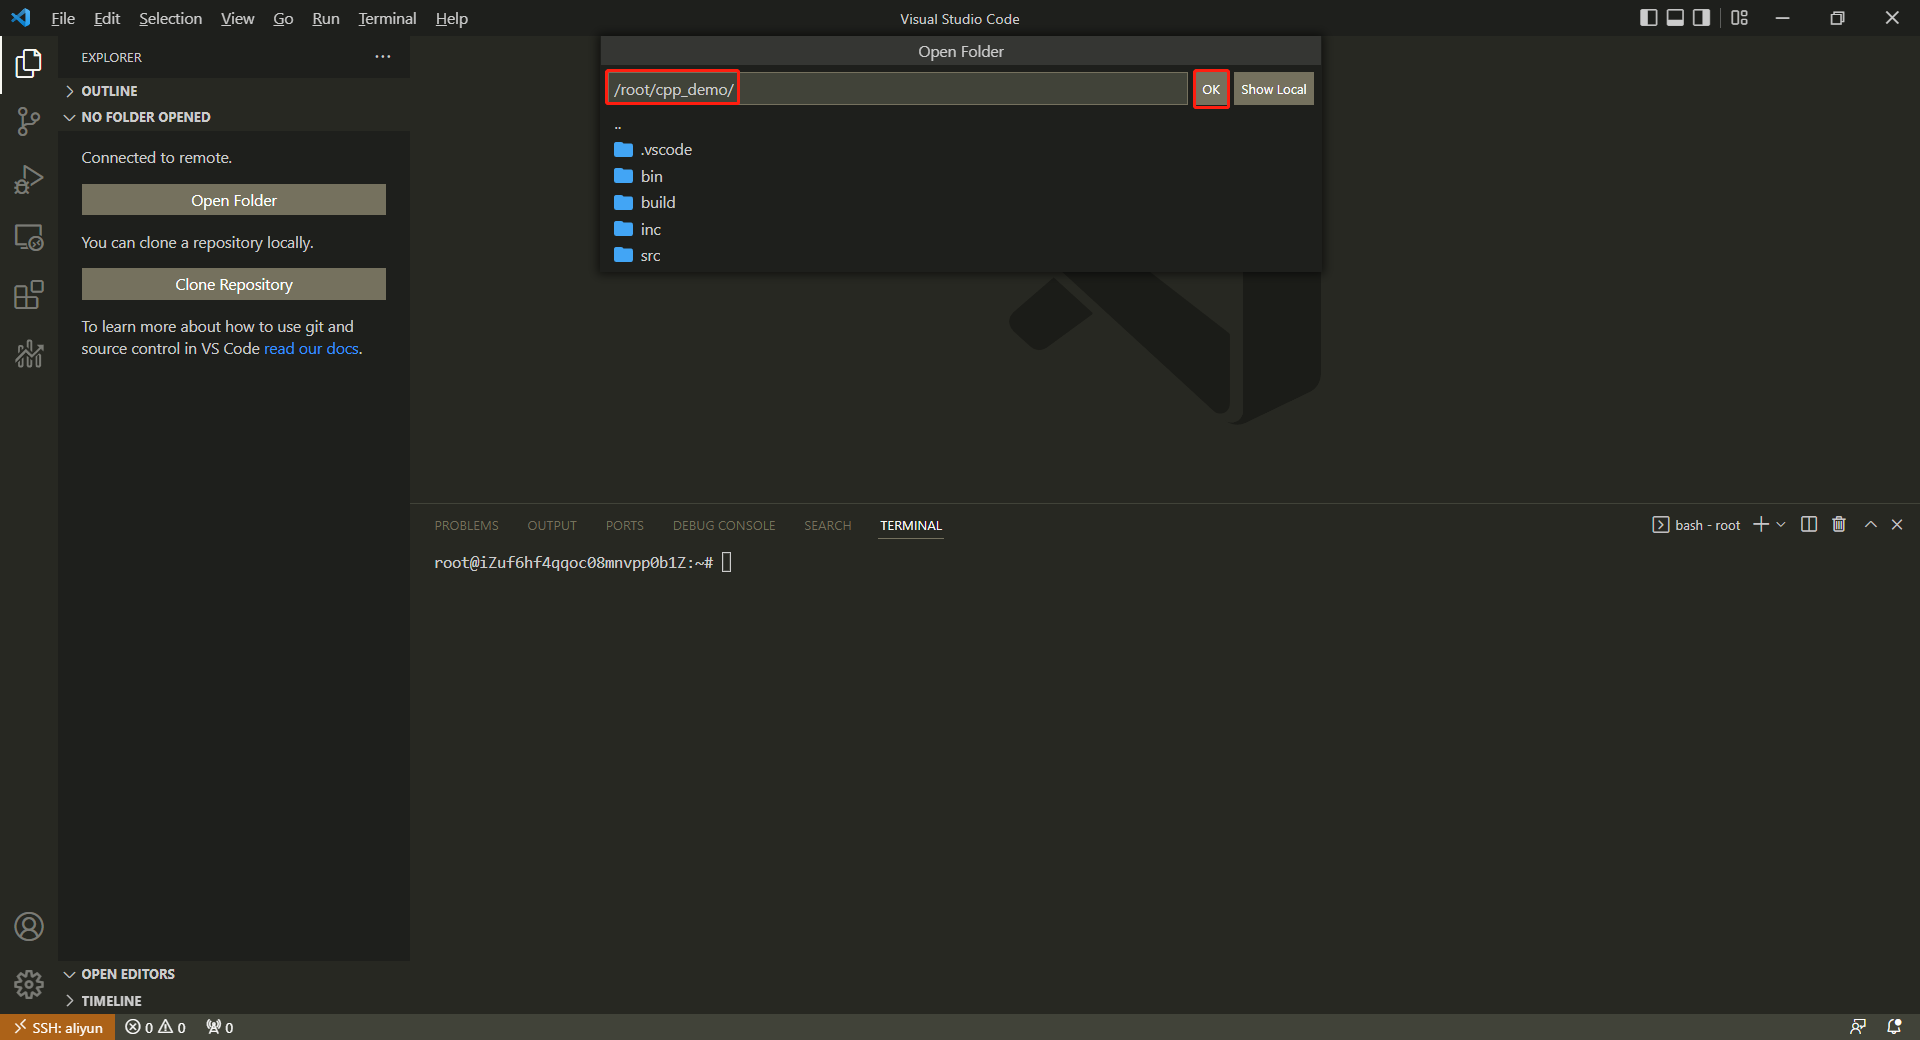 File Edit Selection View Go Run Terminal Help
Visual Studio Code
EXPLORER
OUTLINE
NO FOLDER OPENED
Connected to remote.
Open Folder
You can clone a repository locally.
Clone Repository
To learn more about how to use git and
source control in VS Code read our docs.
Open Folder
/root/cpp_demo/
OK
Show Local
..
.vscode
bin
build
inc
src
PROBLEMS OUTPUT PORTS DEBUG CONSOLE SEARCH TERMINAL
bash - root
root@iZuf6hf4qqoc08mnvpp0b1Z:~#
OPEN EDITORS
TIMELINE
SSH: aliyun 0 0 0